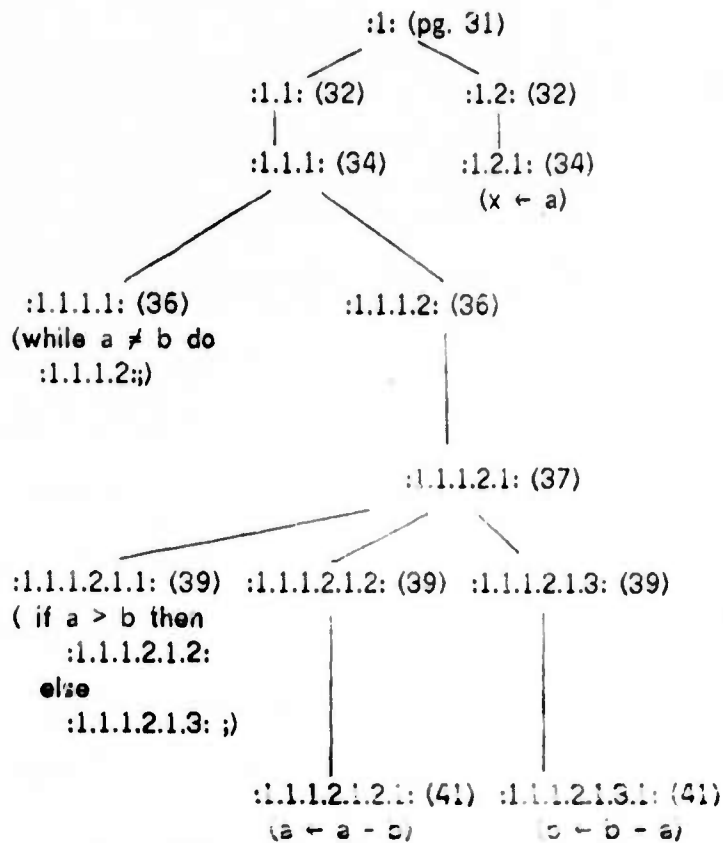 :1: (pg. 31)
:1.1: (32) :1.2: (32)
:1.1.1: (34) :1.2.1: (34)
(x ← a)
:1.1.1.1: (36) :1.1.1.2: (36)
(while a ≠ b do
:1.1.1.2:;)
:1.1.1.2.1: (37)
:1.1.1.2.1.1: (39) :1.1.1.2.1.2: (39) :1.1.1.2.1.3: (39)
( if a > b then
:1.1.1.2.1.2:
else
:1.1.1.2.1.3: ;)
:1.1.1.2.1.2.1: (41) :1.1.1.2.1.3.1: (41)
(a ← a - b) (b ← b - a)